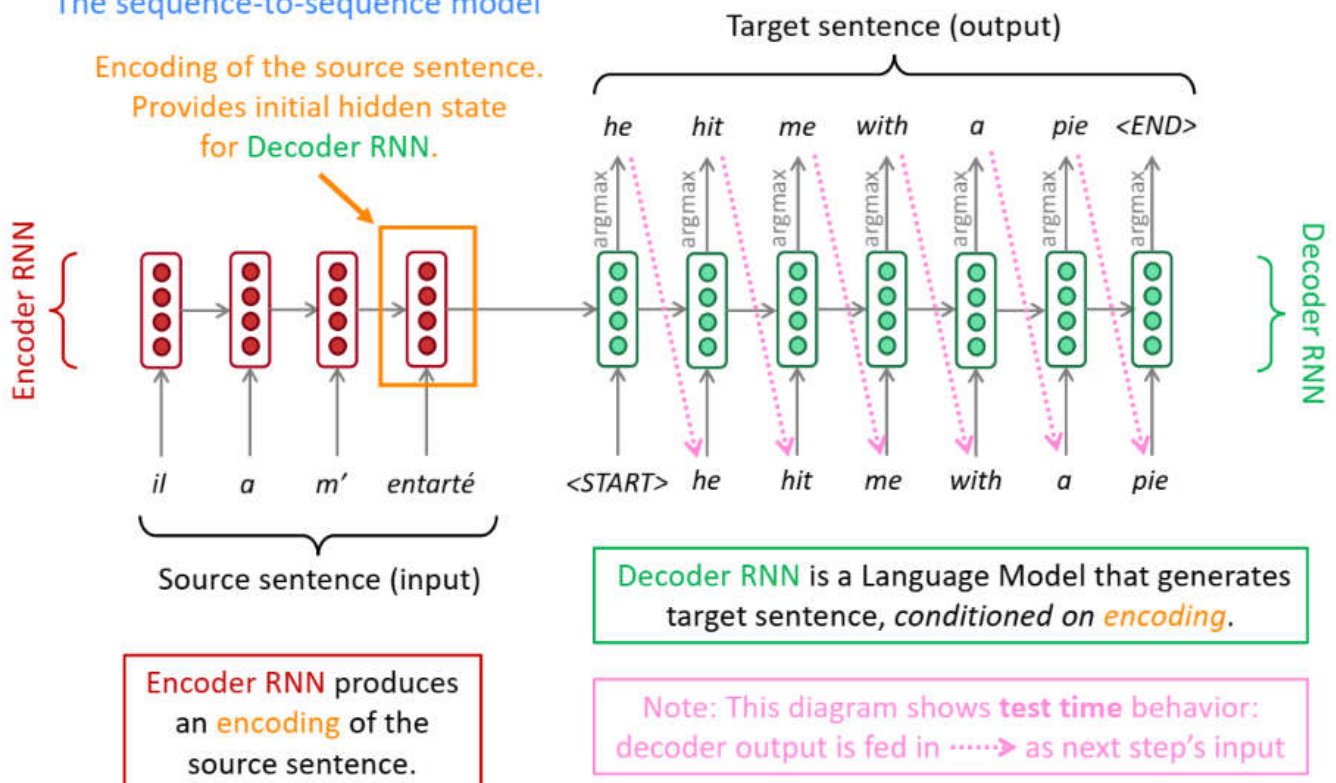 The sequence-to-sequence model
Target sentence (output)
Encoding of the source sentence.
Provides initial hidden state
for Decoder RNN.
he hit me with a pie <END>
argmax argmax argmax argmax argmax argmax argmax
Encoder RNN
Decoder RNN
il a m’ entarté
<START> he hit me with a pie
Source sentence (input)
Decoder RNN is a Language Model that generates
target sentence, conditioned on encoding.
Encoder RNN produces
an encoding of the
source sentence.
Note: This diagram shows test time behavior:
decoder output is fed in as next step’s input